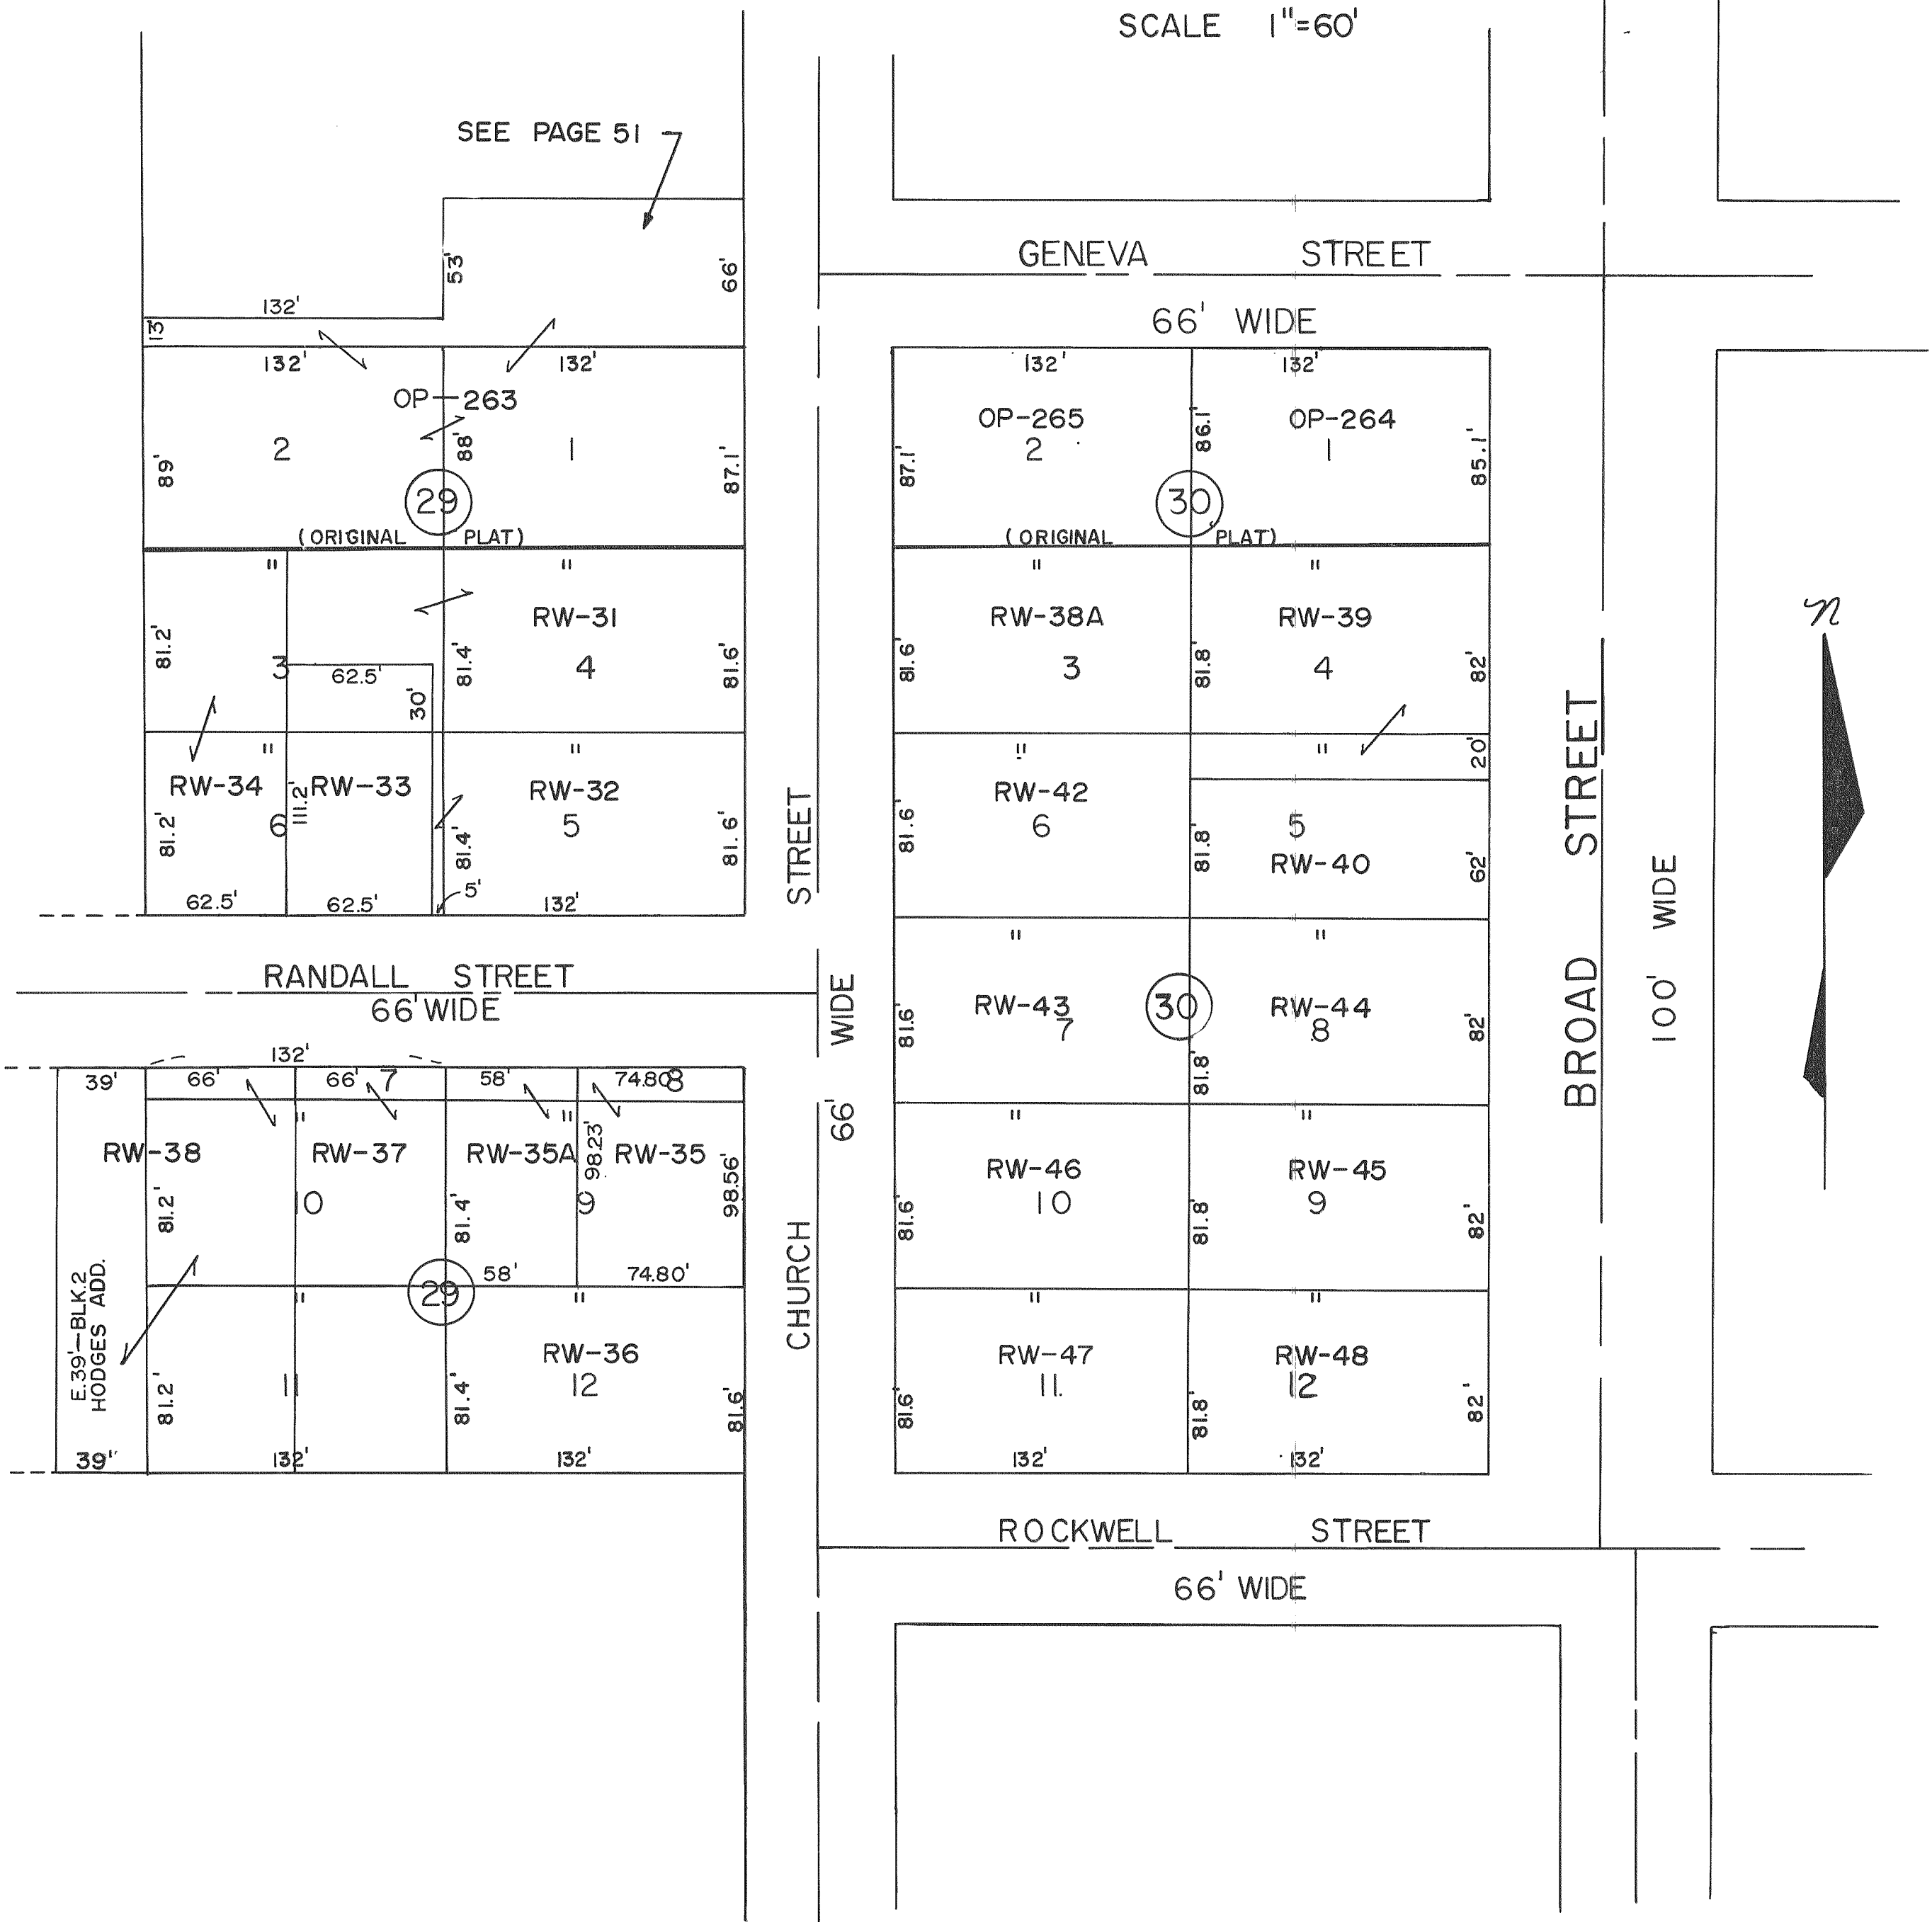 SCALE 1"=60'
SEE PAGE 51
53'
66'
GENEVA STREET
132'
13'
66' WIDE
132'
132'
OP-263
2
1
89'
88'
87.1'
29
(ORIGINAL PLAT)
132'
132'
OP-265
2
OP-264
1
87.1'
86.1'
85.1'
30
(ORIGINAL PLAT)
"
"
RW-31
3
4
81.2'
62.5'
30'
81.4'
81.6'
"
"
RW-38A
RW-39
3
4
81.6'
81.8'
82'
"
"
RW-34
RW-33
RW-32
6
5
81.2'
111.2'
81.4'
81.6'
62.5'
62.5'
5'
132'
"
"
20'
RW-42
6
5
RW-40
81.6'
81.8'
62'
RANDALL STREET
66' WIDE
"
"
RW-43
7
30
RW-44
8
81.6'
81.8'
82'
132'
39'
66'
66'
7
58'
74.80'
8
"
"
RW-38
RW-37
RW-35A
RW-35
98.23'
98.56'
81.2'
10
81.4'
9
58'
74.80'
29
"
"
E.39'-BLK.2
HODGES ADD.
RW-36
11
12
81.2'
81.4'
81.6'
39'
132'
132'
"
"
RW-46
RW-45
10
9
81.6'
81.8'
82'
"
"
RW-47
RW-48
11
12
81.6'
81.8'
82'
132'
132'
CHURCH STREET
66' WIDE
BROAD STREET
100' WIDE
N
ROCKWELL STREET
66' WIDE